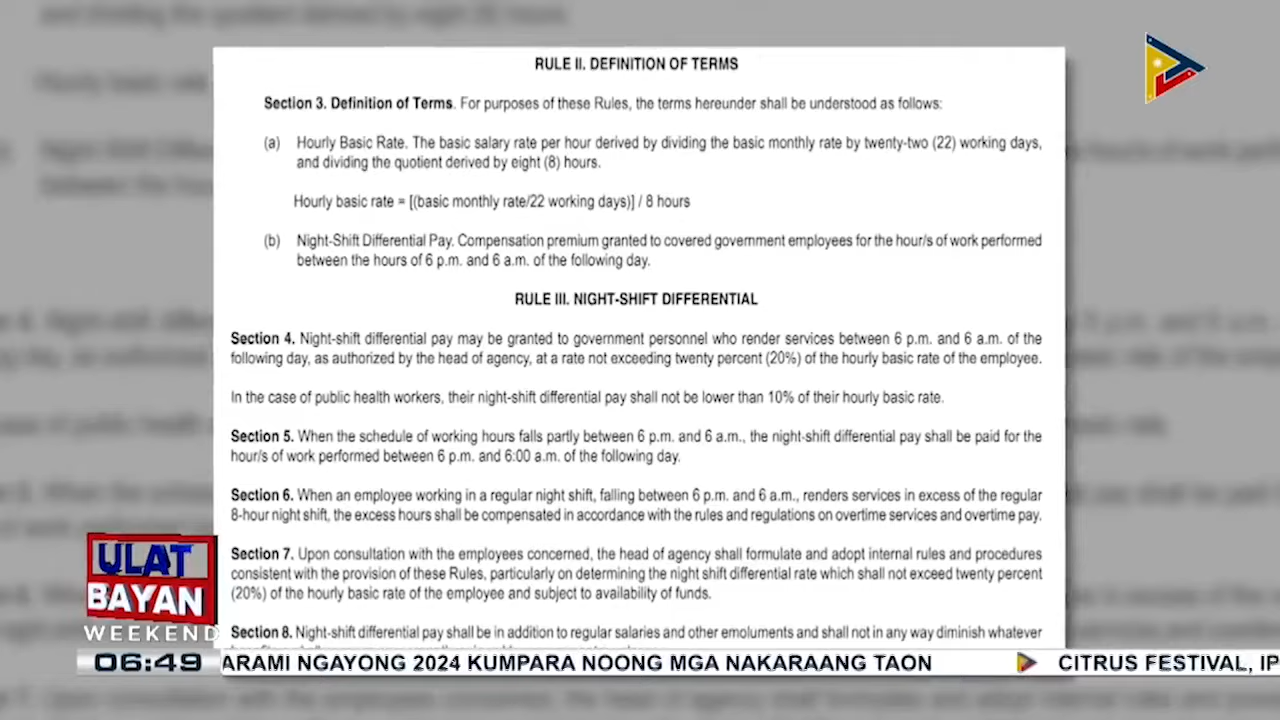 RULE II. DEFINITION OF TERMS
Section 3. Definition of Terms. For purposes of these Rules, the terms hereunder shall be understood as follows:
(a) Hourly Basic Rate. The basic salary rate per hour derived by dividing the basic monthly rate by twenty-two (22) working days,
and dividing the quotient derived by eight (8) hours.
Hourly basic rate = [(basic monthly rate/22 working days)] / 8 hours
(b) Night-Shift Differential Pay. Compensation premium granted to covered government employees for the hour/s of work performed
between the hours of 6 p.m. and 6 a.m. of the following day.
RULE III. NIGHT-SHIFT DIFFERENTIAL
Section 4. Night-shift differential pay may be granted to government personnel who render services between 6 p.m. and 6 a.m. of the
following day, as authorized by the head of agency, at a rate not exceeding twenty percent (20%) of the hourly basic rate of the employee.
In the case of public health workers, their night-shift differential pay shall not be lower than 10% of their hourly basic rate.
Section 5. When the schedule of working hours falls partly between 6 p.m. and 6 a.m., the night-shift differential pay shall be paid for the
hour/s of work performed between 6 p.m. and 6:00 a.m. of the following day.
Section 6. When an employee working in a regular night shift, falling between 6 p.m. and 6 a.m., renders services in excess of the regular
8-hour night shift, the excess hours shall be compensated in accordance with the rules and regulations on overtime services and overtime pay.
Section 7. Upon consultation with the employees concerned, the head of agency shall formulate and adopt internal rules and procedures
consistent with the provision of these Rules, particularly on determining the night shift differential rate which shall not exceed twenty percent
(20%) of the hourly basic rate of the employee and subject to availability of funds.
Section 8. Night-shift differential pay shall be in addition to regular salaries and other emoluments and shall not in any way diminish whatever
ULAT
BAYAN
WEEKEND
06:49 ARAMI NGAYONG 2024 KUMPARA NOONG MGA NAKARAANG TAON CITRUS FESTIVAL, IP